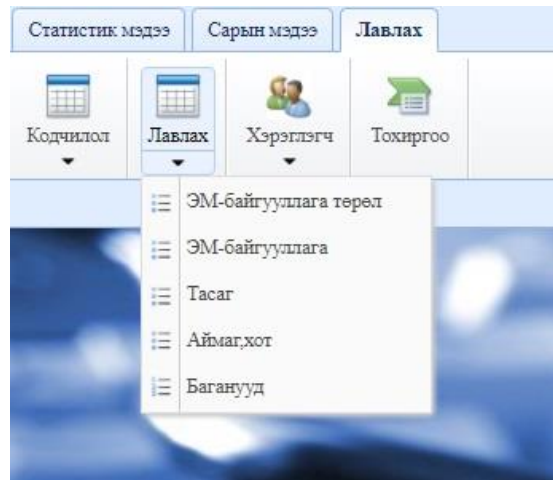 Статистик мэдээ Сарын мэдээ Лавлах
Кодчилол Лавлах Хэрэглэгч Тохиргоо
ЭМ-байгууллага төрөл
ЭМ-байгууллага
Тасаг
Аймаг,хот
Баганууд